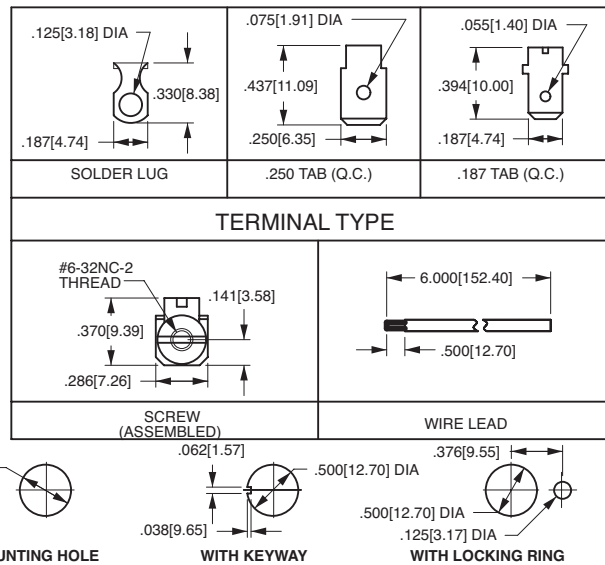 .125[3.18] DIA
.330[8.38]
.187[4.74]
SOLDER LUG
.075[1.91] DIA
.437[11.09]
.250[6.35]
.250 TAB (Q.C.)
.055[1.40] DIA
.394[10.00]
.187[4.74]
.187 TAB (Q.C.)
TERMINAL TYPE
#6-32NC-2
THREAD
.141[3.58]
.370[9.39]
.286[7.26]
SCREW
(ASSEMBLED)
6.000[152.40]
.500[12.70]
WIRE LEAD
UNTING HOLE
.062[1.57]
.500[12.70] DIA
.038[9.65]
WITH KEYWAY
.376[9.55]
.500[12.70] DIA
.125[3.17] DIA
WITH LOCKING RING